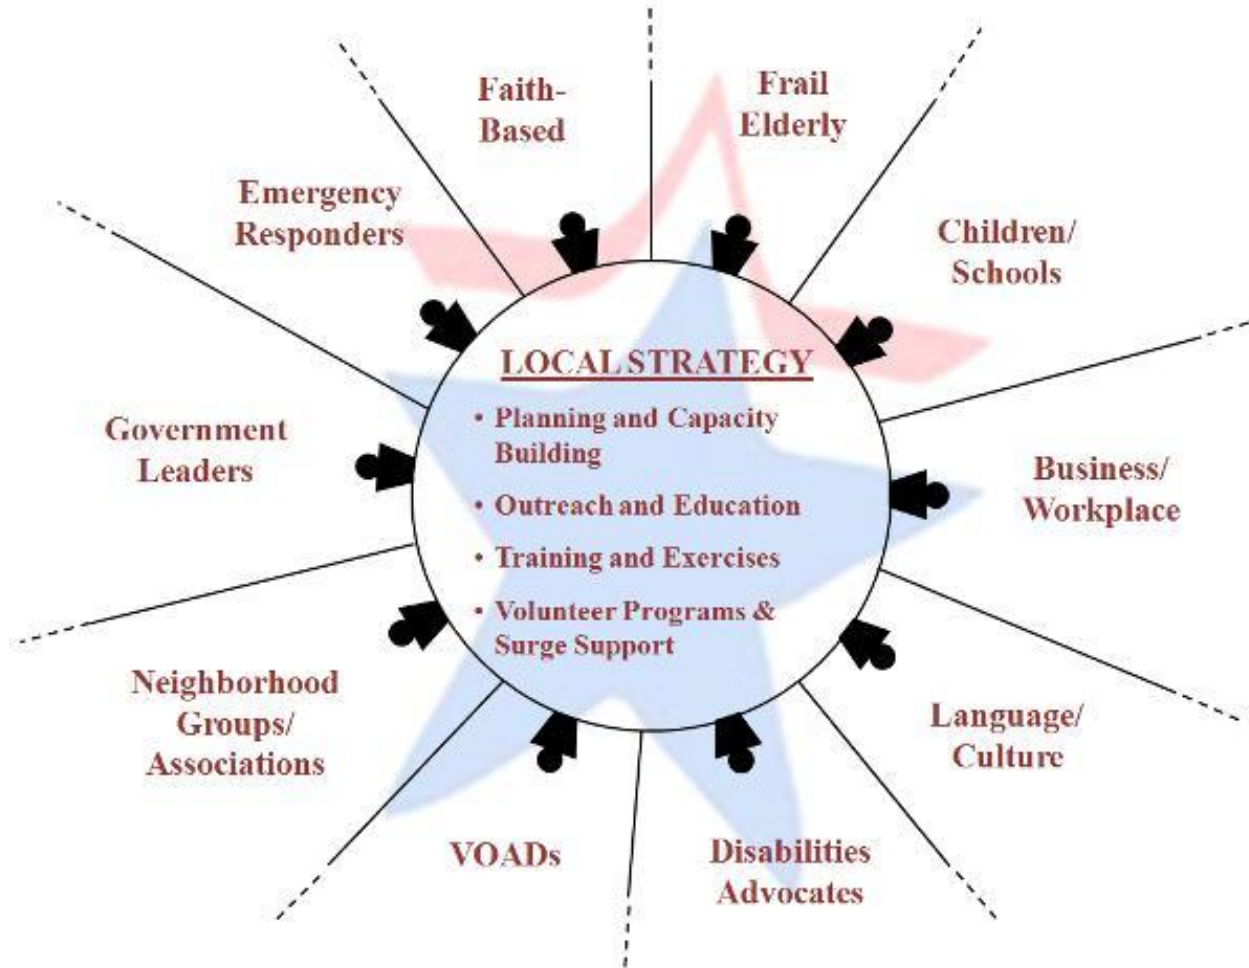 Faith-
Based
Frail
Elderly
Emergency
Responders
Children/
Schools
LOCAL STRATEGY
• Planning and Capacity
Building
• Outreach and Education
• Training and Exercises
• Volunteer Programs &
Surge Support
Government
Leaders
Business/
Workplace
Neighborhood
Groups/
Associations
Language/
Culture
VOADs
Disabilities
Advocates